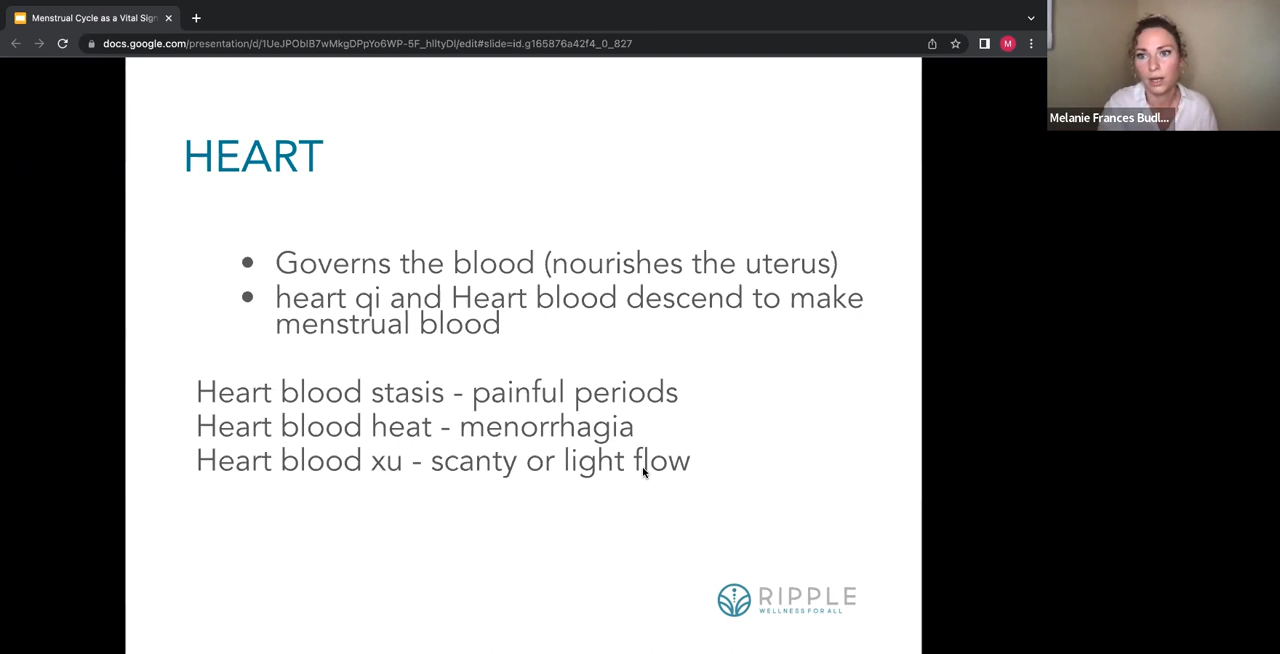 Menstrual Cycle as a Vital Sign
docs.google.com/presentation/d/1UeJPOblB7wMkgDPpYo6WP-5F_hlltyDl/edit#slide=id.g165876a42f4_0_827
M
Melanie Frances Budl...
HEART
• Governs the blood (nourishes the uterus)
• heart qi and Heart blood descend to make
menstrual blood
Heart blood stasis - painful periods
Heart blood heat - menorrhagia
Heart blood xu - scanty or light flow
RIPPLE
WELLNESS FOR ALL